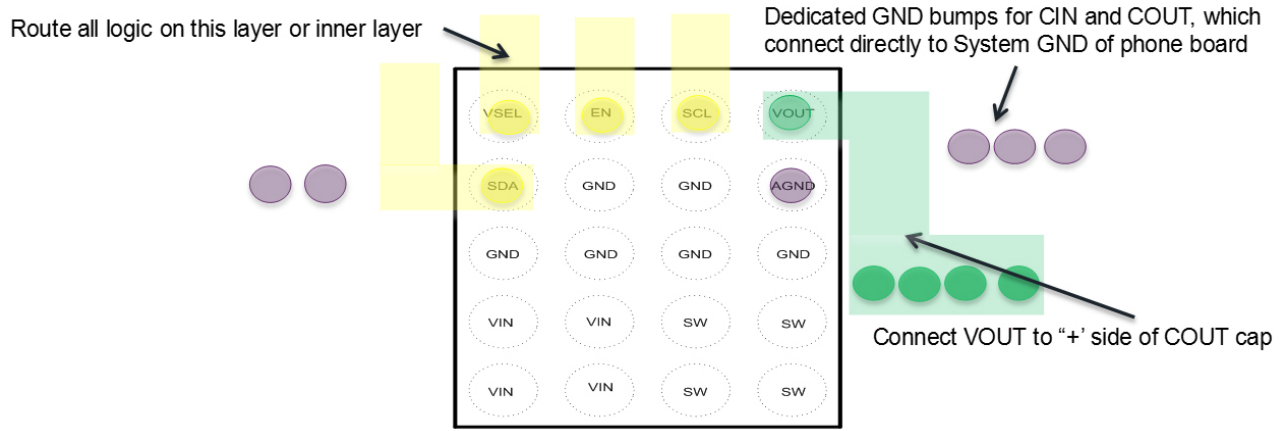 Route all logic on this layer or inner layer
Dedicated GND bumps for CIN and COUT, which
connect directly to System GND of phone board
VSEL EN SCL VOUT
SDA GND GND AGND
GND GND GND GND
VIN VIN SW SW
VIN VIN SW SW
Connect VOUT to “+’ side of COUT cap